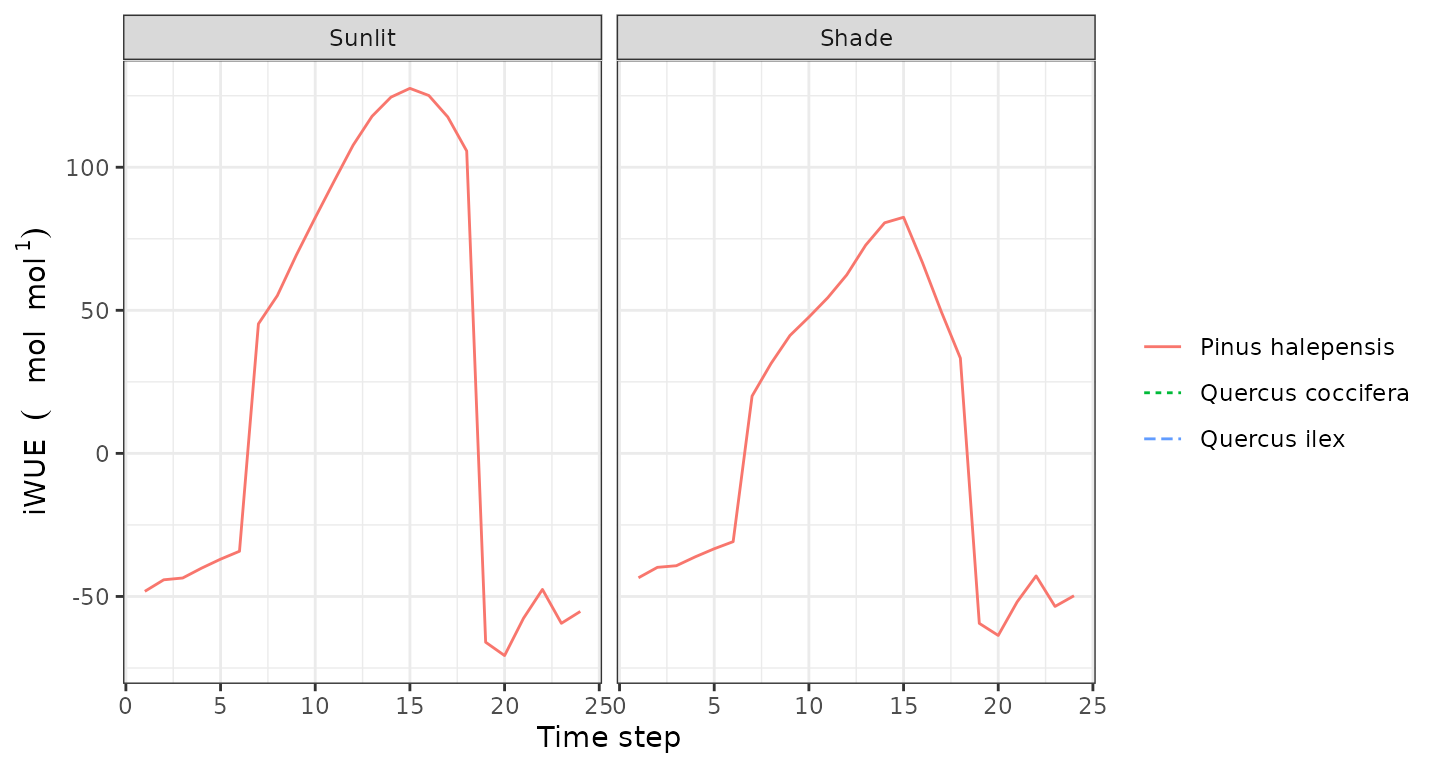 Sunlit
Shade
iWUE ( mol mol¹)
100
50
0
-50
0 5 10 15 20 25
0 5 10 15 20 25
Time step
Pinus halepensis
Quercus coccifera
Quercus ilex